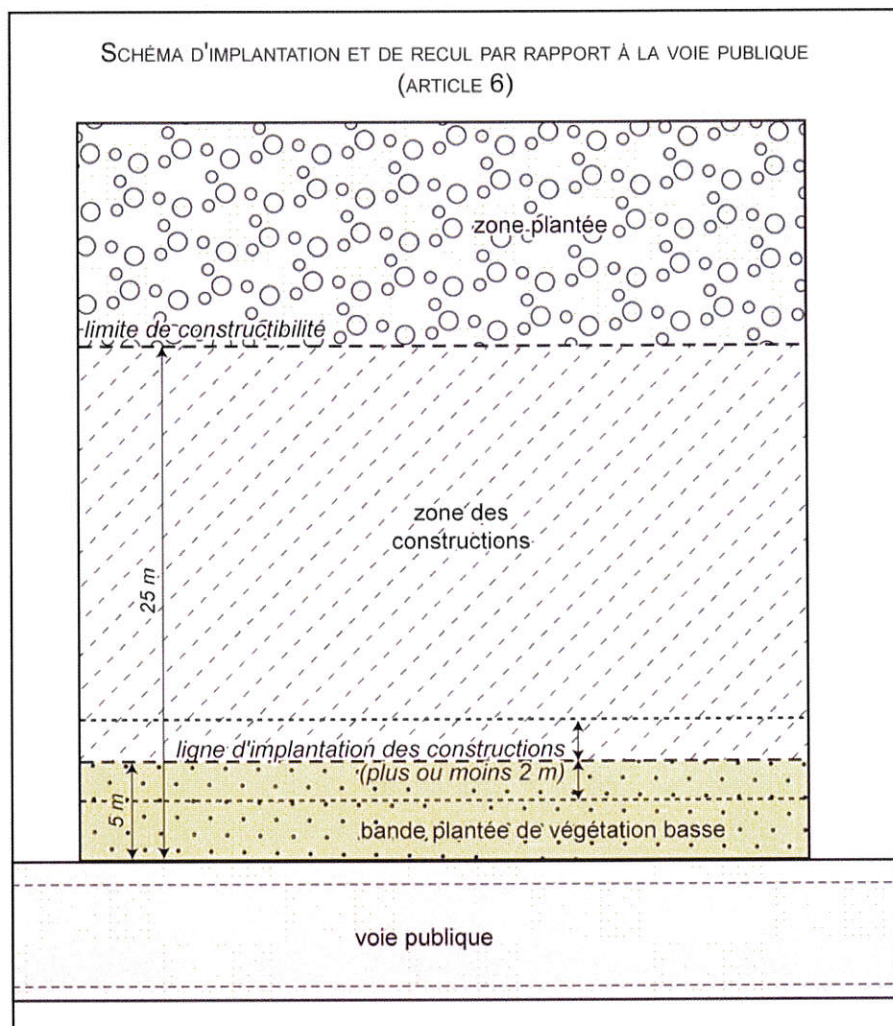 SCHÉMA D'IMPLANTATION ET DE RECUL PAR RAPPORT À LA VOIE PUBLIQUE
(ARTICLE 6)
zone plantée
limite de constructibilité
zone des
constructions
25 m
ligne d'implantation des constructions
(plus ou moins 2 m)
5 m
bande plantée de végétation basse
voie publique